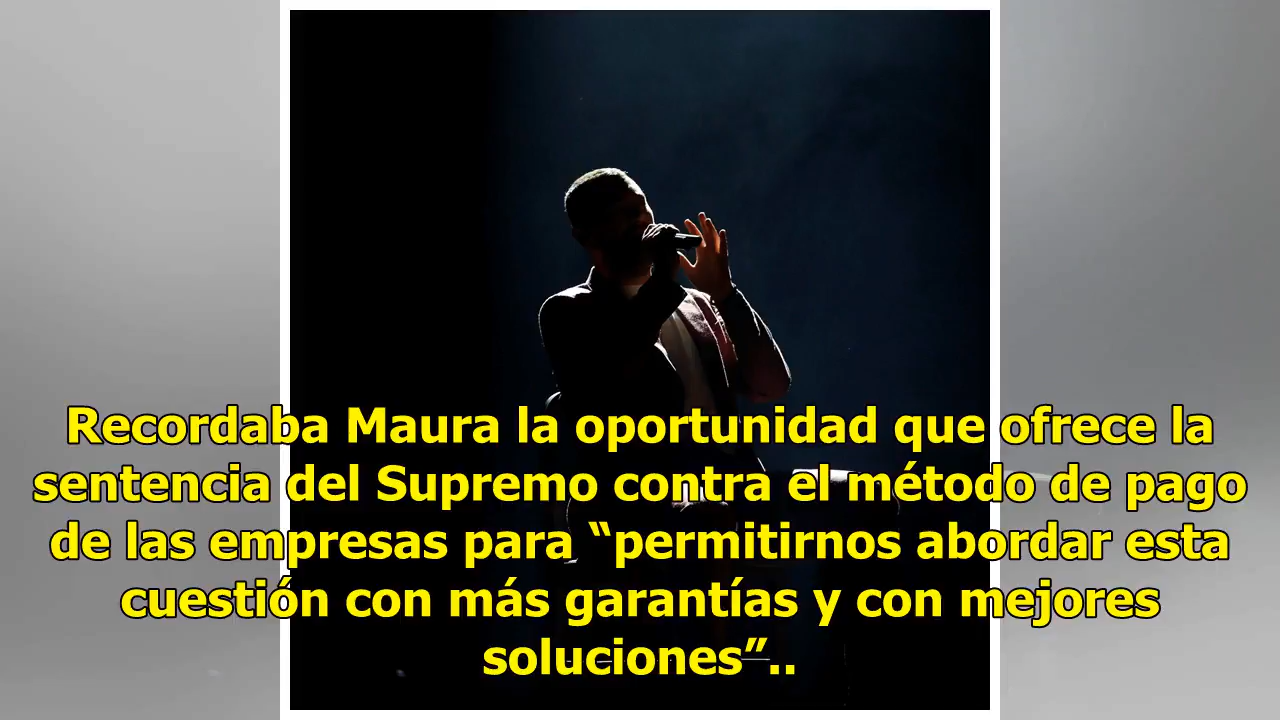 Recordaba Maura la oportunidad que ofrece la
sentencia del Supremo contra el método de pago
de las empresas para “permitirnos abordar esta
cuestión con más garantías y con mejores
soluciones”..